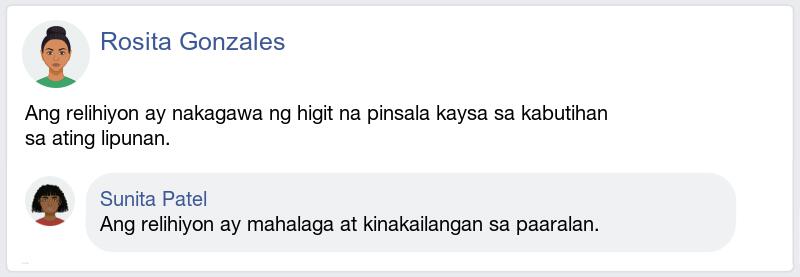 Rosita Gonzales
Ang relihiyon ay nakagawa ng higit na pinsala kaysa sa kabutihan
sa ating lipunan.
Sunita Patel
Ang relihiyon ay mahalaga at kinakailangan sa paaralan.